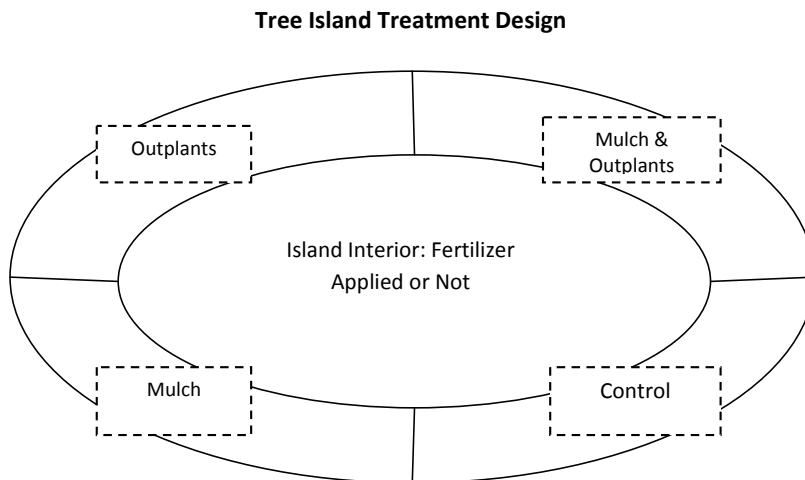 Tree Island Treatment Design
Outplants
Mulch &
Outplants
Island Interior: Fertilizer
Applied or Not
Mulch
Control